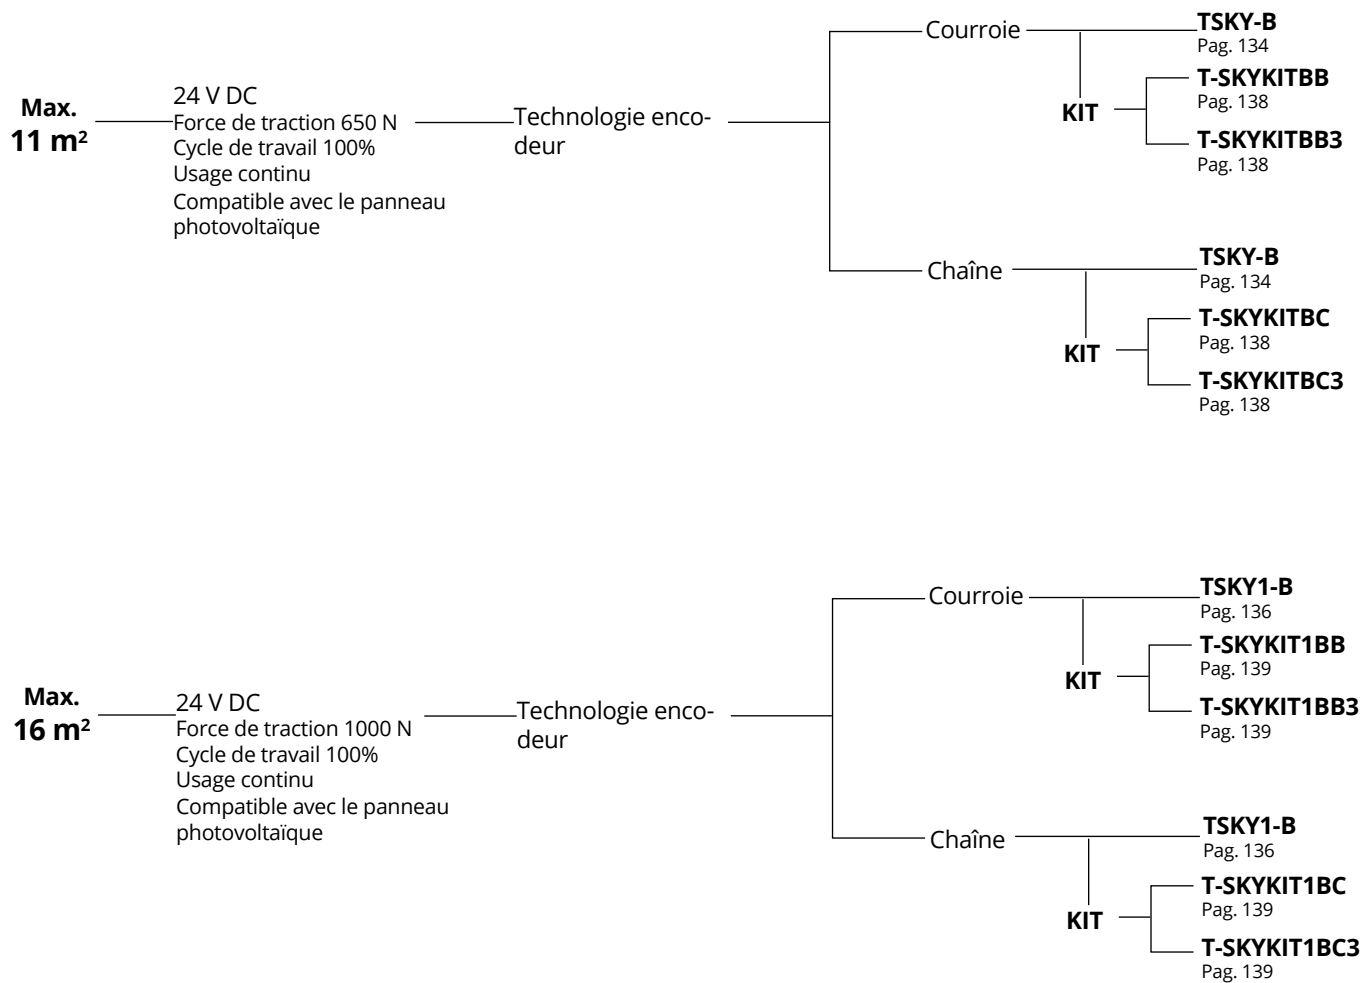 Max.
11 m²
24 V DC
Force de traction 650 N
Cycle de travail 100%
Usage continu
Compatible avec le panneau
photovoltaïque
Technologie enco-
deur
Courroie
TSKY-B
Pag. 134
KIT
T-SKYKITBB
Pag. 138
T-SKYKITBB3
Pag. 138
Chaîne
TSKY-B
Pag. 134
KIT
T-SKYKITBC
Pag. 138
T-SKYKITBC3
Pag. 138
Max.
16 m²
24 V DC
Force de traction 1000 N
Cycle de travail 100%
Usage continu
Compatible avec le panneau
photovoltaïque
Technologie enco-
deur
Courroie
TSKY1-B
Pag. 136
KIT
T-SKYKIT1BB
Pag. 139
T-SKYKIT1BB3
Pag. 139
Chaîne
TSKY1-B
Pag. 136
KIT
T-SKYKIT1BC
Pag. 139
T-SKYKIT1BC3
Pag. 139